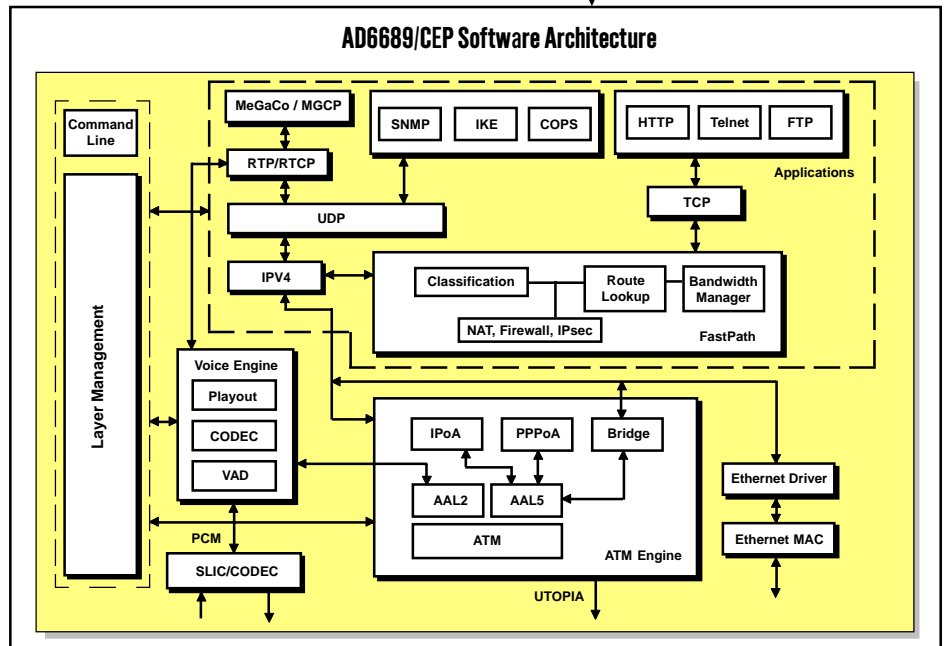 AD6689/CEP Software Architecture
Command
Line
Layer Management
MeGaCo / MGCP
RTP/RTCP
UDP
IPV4
SNMP
IKE
COPS
HTTP
Telnet
FTP
Applications
TCP
Classification
Route
Lookup
Bandwidth
Manager
NAT, Firewall, IPsec
FastPath
Voice Engine
Playout
CODEC
VAD
PCM
SLIC/CODEC
IPoA
PPPoA
Bridge
AAL2
AAL5
ATM
ATM Engine
UTOPIA
Ethernet Driver
Ethernet MAC